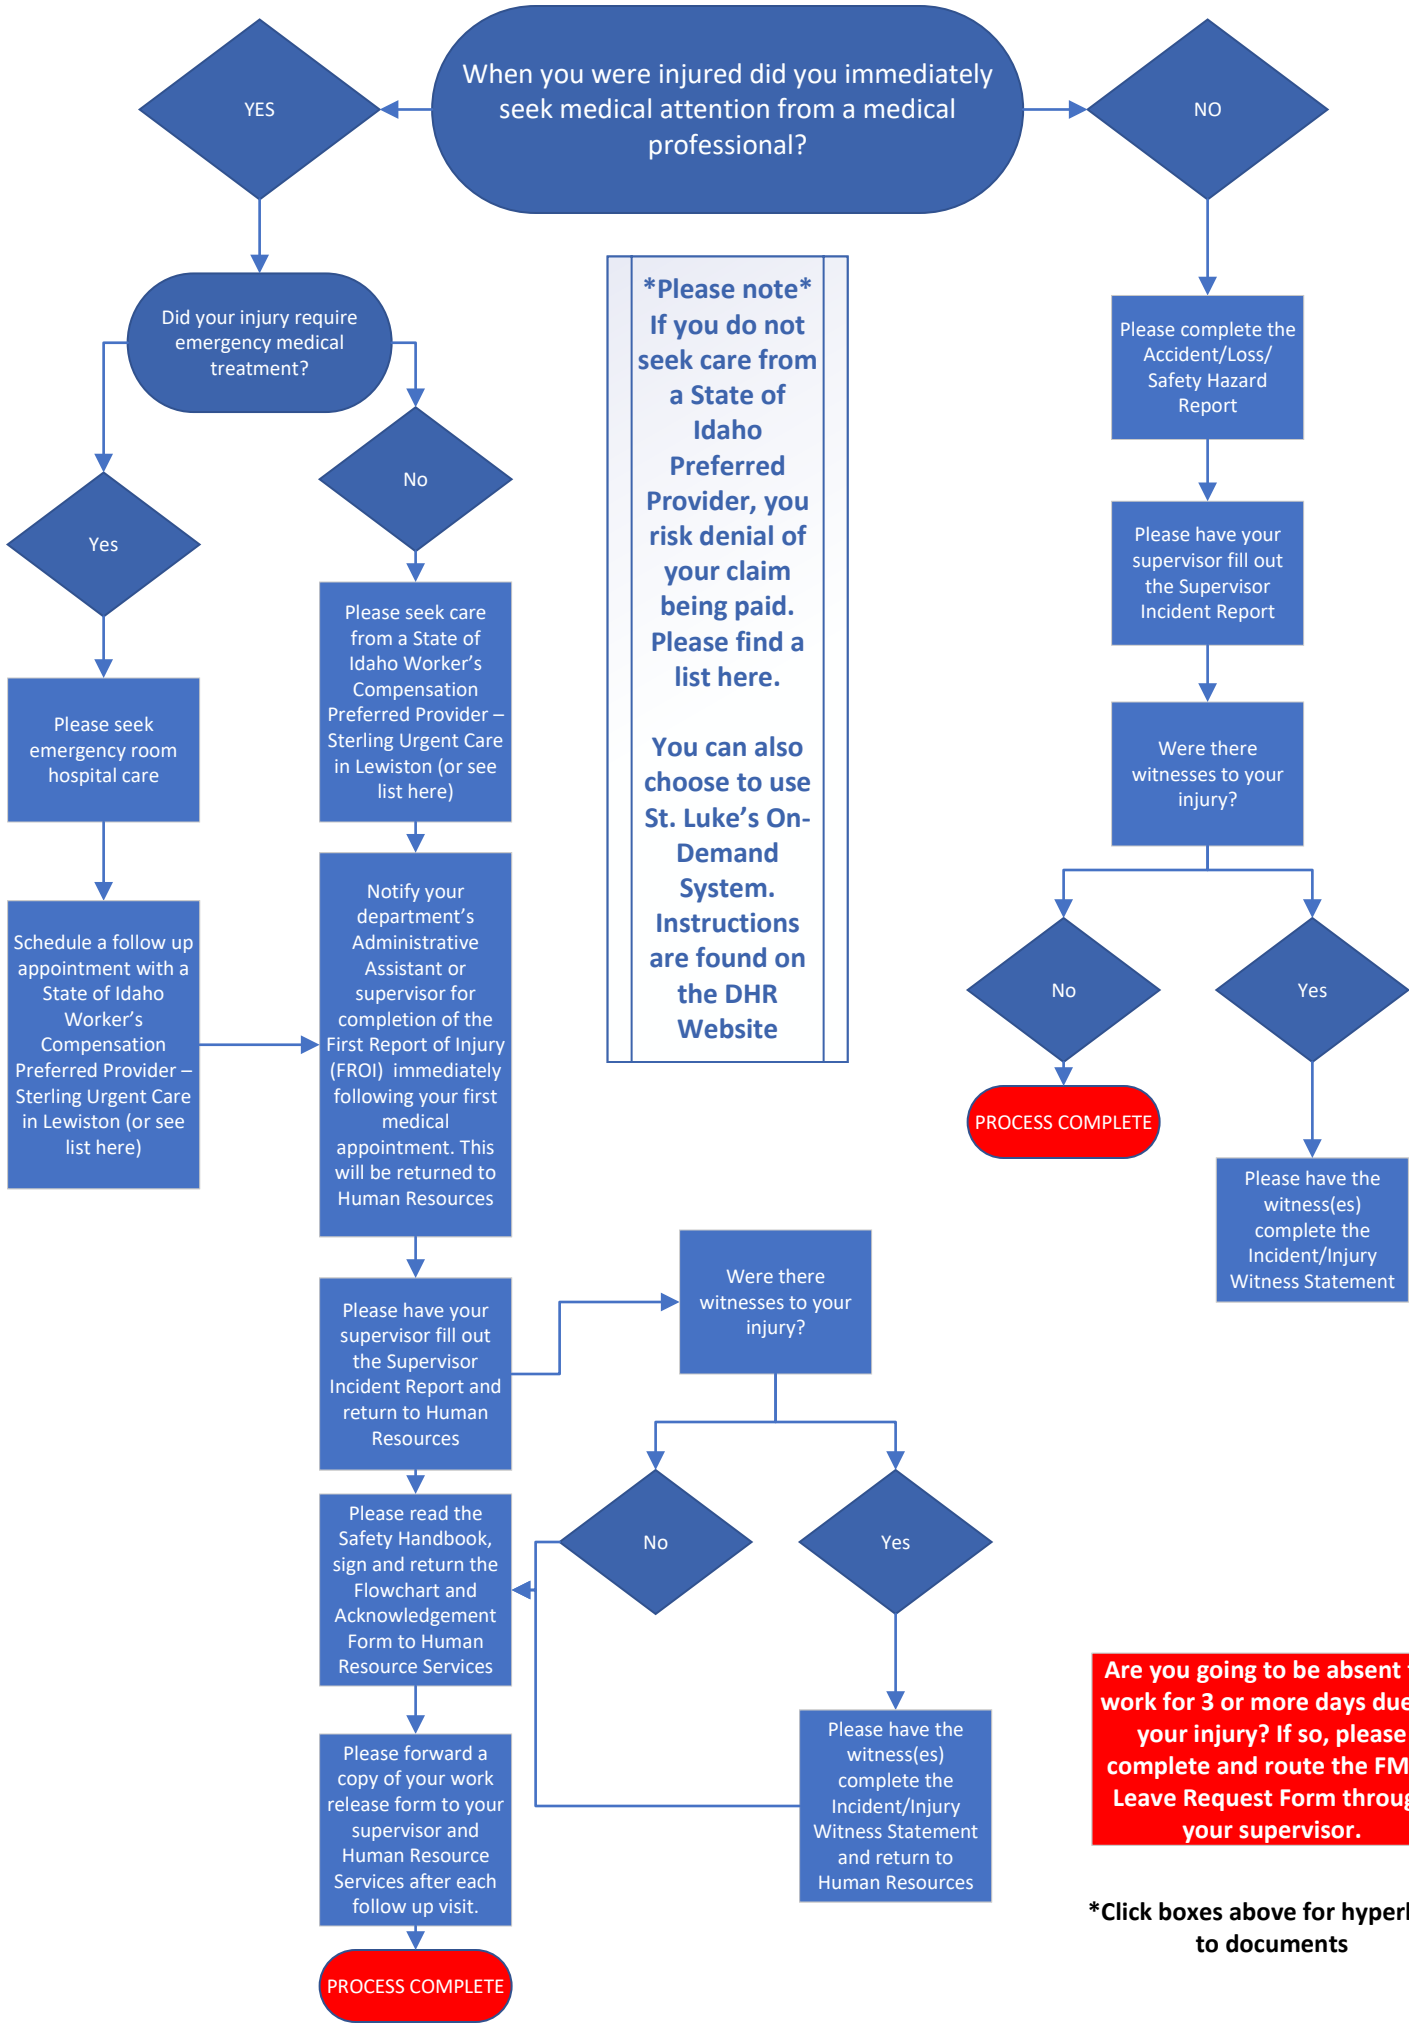 When you were injured did you immediately
seek medical attention from a medical
professional?
YES
NO
Did your injury require
emergency medical
treatment?
Yes
No
Please seek
emergency room
hospital care
Schedule a follow up
appointment with a
State of Idaho
Worker’s
Compensation
Preferred Provider –
Sterling Urgent Care
in Lewiston (or see
list here)
Please seek care
from a State of
Idaho Worker’s
Compensation
Preferred Provider –
Sterling Urgent Care
in Lewiston (or see
list here)
Notify your
department’s
Administrative
Assistant or
supervisor for
completion of the
First Report of Injury
(FROI)  immediately
following your first
medical
appointment. This
will be returned to
Human Resources
Please have your
supervisor fill out
the Supervisor
Incident Report and
return to Human
Resources
Please read the
Safety Handbook,
sign and return the
Flowchart and
Acknowledgement
Form to Human
Resource Services
Please forward a
copy of your work
release form to your
supervisor and
Human Resource
Services after each
follow up visit.
PROCESS COMPLETE
*Please note*
If you do not
seek care from
a State of
Idaho
Preferred
Provider, you
risk denial of
your claim
being paid.
Please find a
list here.
You can also
choose to use
St. Luke’s On-
Demand
System.
Instructions
are found on
the DHR
Website
Were there
witnesses to your
injury?
No
Yes
Please have the
witness(es)
complete the
Incident/Injury
Witness Statement
and return to
Human Resources
Please complete the
Accident/Loss/
Safety Hazard
Report
Please have your
supervisor fill out
the Supervisor
Incident Report
Were there
witnesses to your
injury?
No
Yes
PROCESS COMPLETE
Please have the
witness(es)
complete the
Incident/Injury
Witness Statement
Are you going to be absent
work for 3 or more days due
your injury? If so, please
complete and route the
Leave Request Form
your supervisor.
*Click boxes above for
to documents